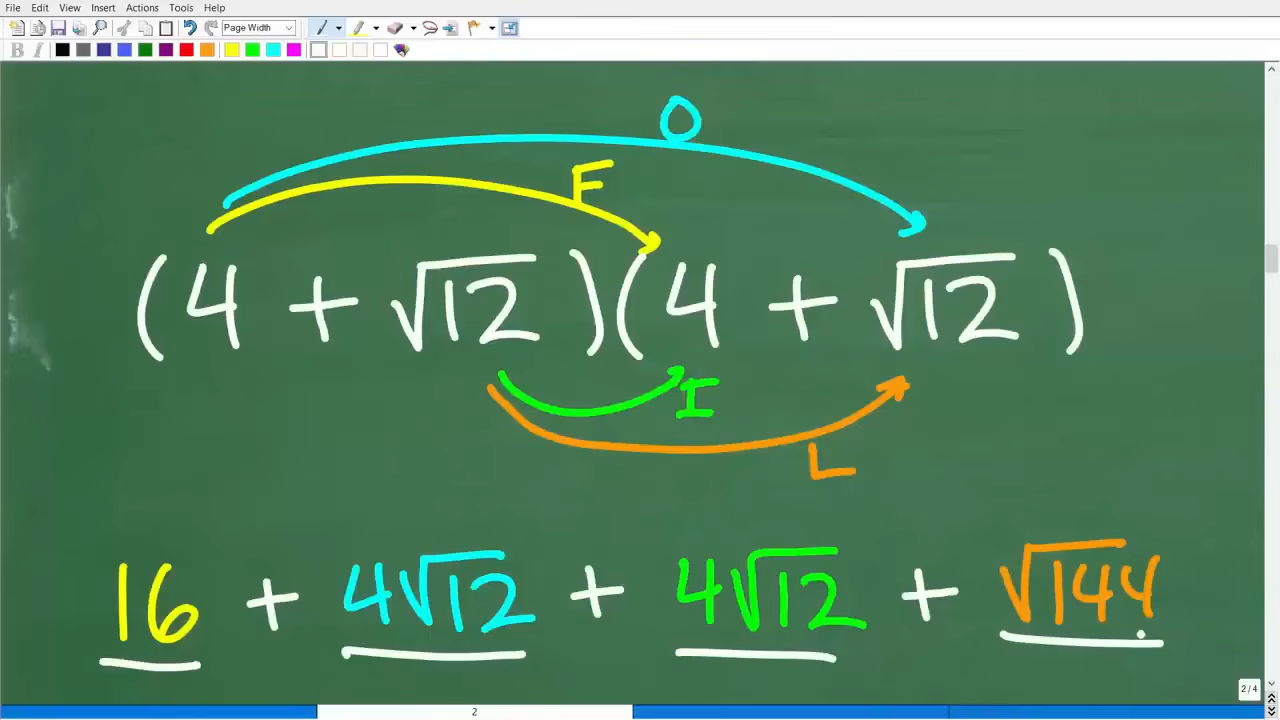 File Edit View Insert Actions Tools Help
Page Width
B I
O
F
(4 + √12)(4 + √12)
I
L
16 + 4√12 + 4√12 + √144
2/4
2